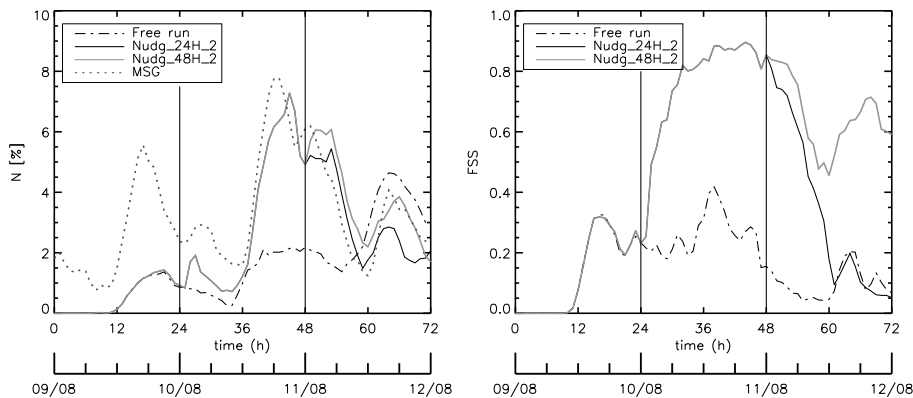 10
8
6
4
2
0
N [%]
Free run
Nudg_24H_2
Nudg_48H_2
MSG
0 12 24 36 48 60 72
time (h)
09/08 10/08 11/08 12/08
1.0
0.8
0.6
0.4
0.2
0.0
FSS
Free run
Nudg_24H_2
Nudg_48H_2
0 12 24 36 48 60 72
time (h)
09/08 10/08 11/08 12/08